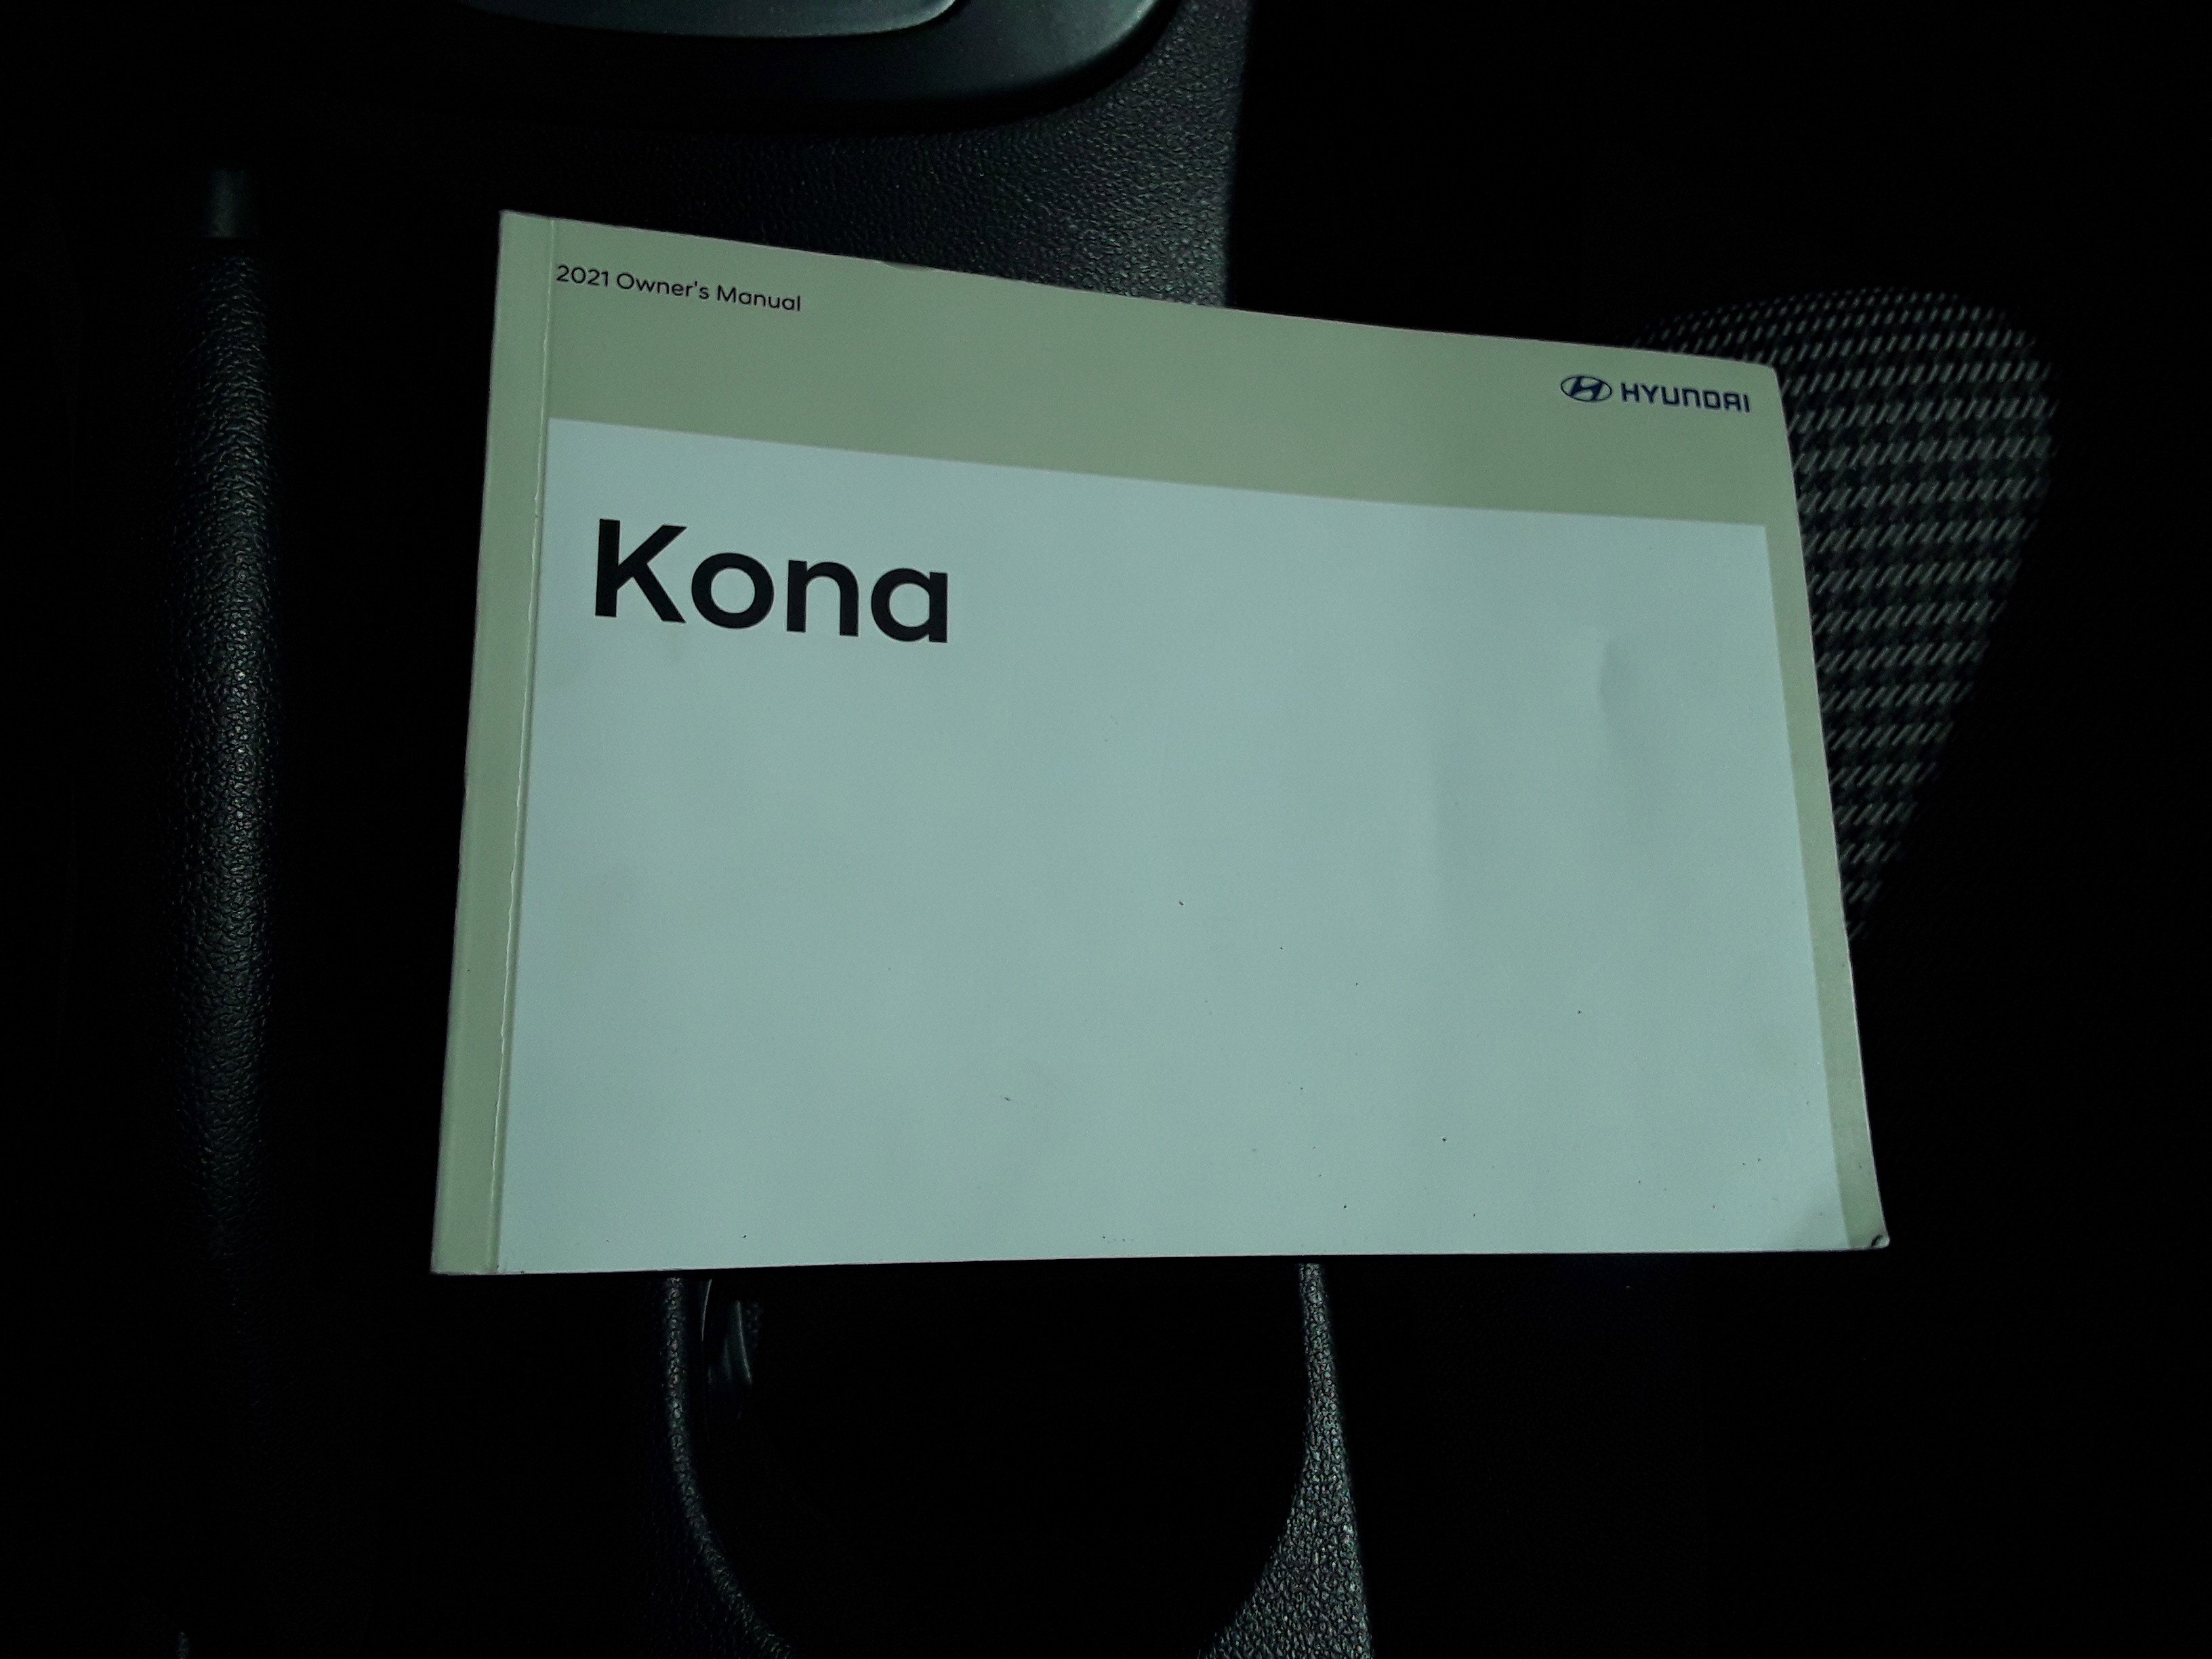 2021 Owner's Manual
HYUNDAI
Kona